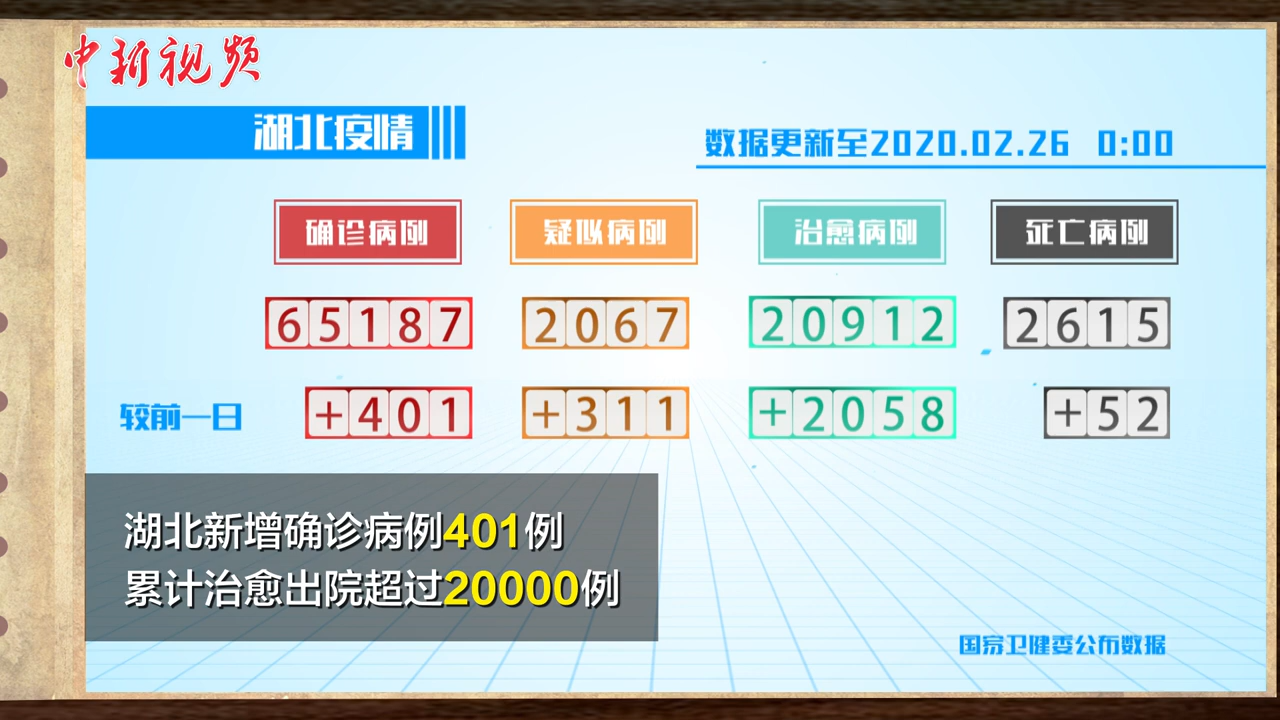 中新视频
湖北疫情
数据更新至2020.02.26 0:00
确诊病例 疑似病例 治愈病例 死亡病例
65187 2067 20912 2615
较前一日 +401 +311 +2058 +52
湖北新增确诊病例401例
累计治愈出院超过20000例
国家卫健委公布数据